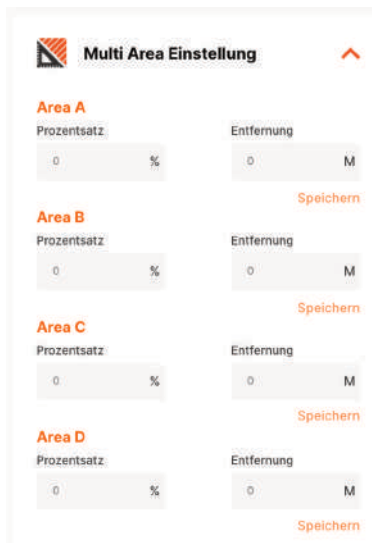 Multi Area Einstellung
Area A
Prozentsatz Entfernung
0 % 0 M
Speichern
Area B
Prozentsatz Entfernung
0 % 0 M
Speichern
Area C
Prozentsatz Entfernung
0 % 0 M
Speichern
Area D
Prozentsatz Entfernung
0 % 0 M
Speichern